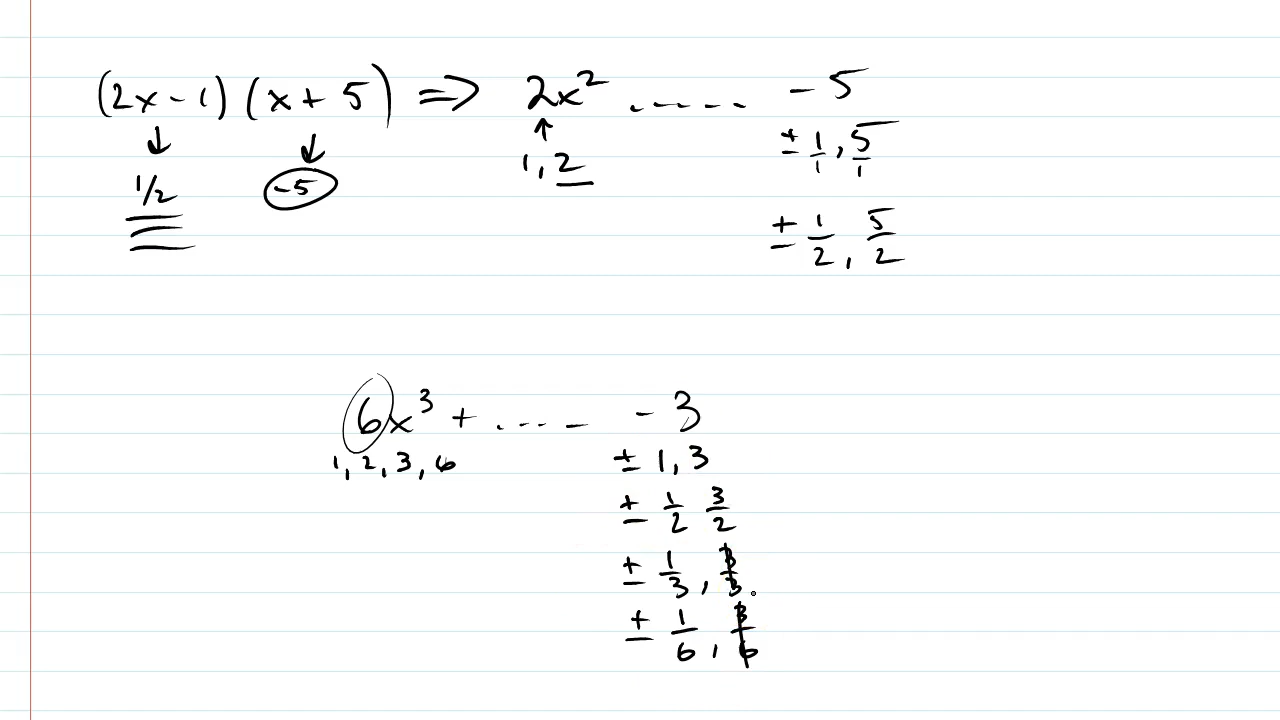 (2x - 1) (x + 5) => 2x² ..... - 5
↓ ↓ ↑ ± 1/1, 5/1
1/2 -5 1, 2
± 1/2, 5/2
6x³ + ..... - 3
1, 2, 3, 6 ± 1, 3
± 1/2 3/2
± 1/3, 3/3
± 1/6, 3/6